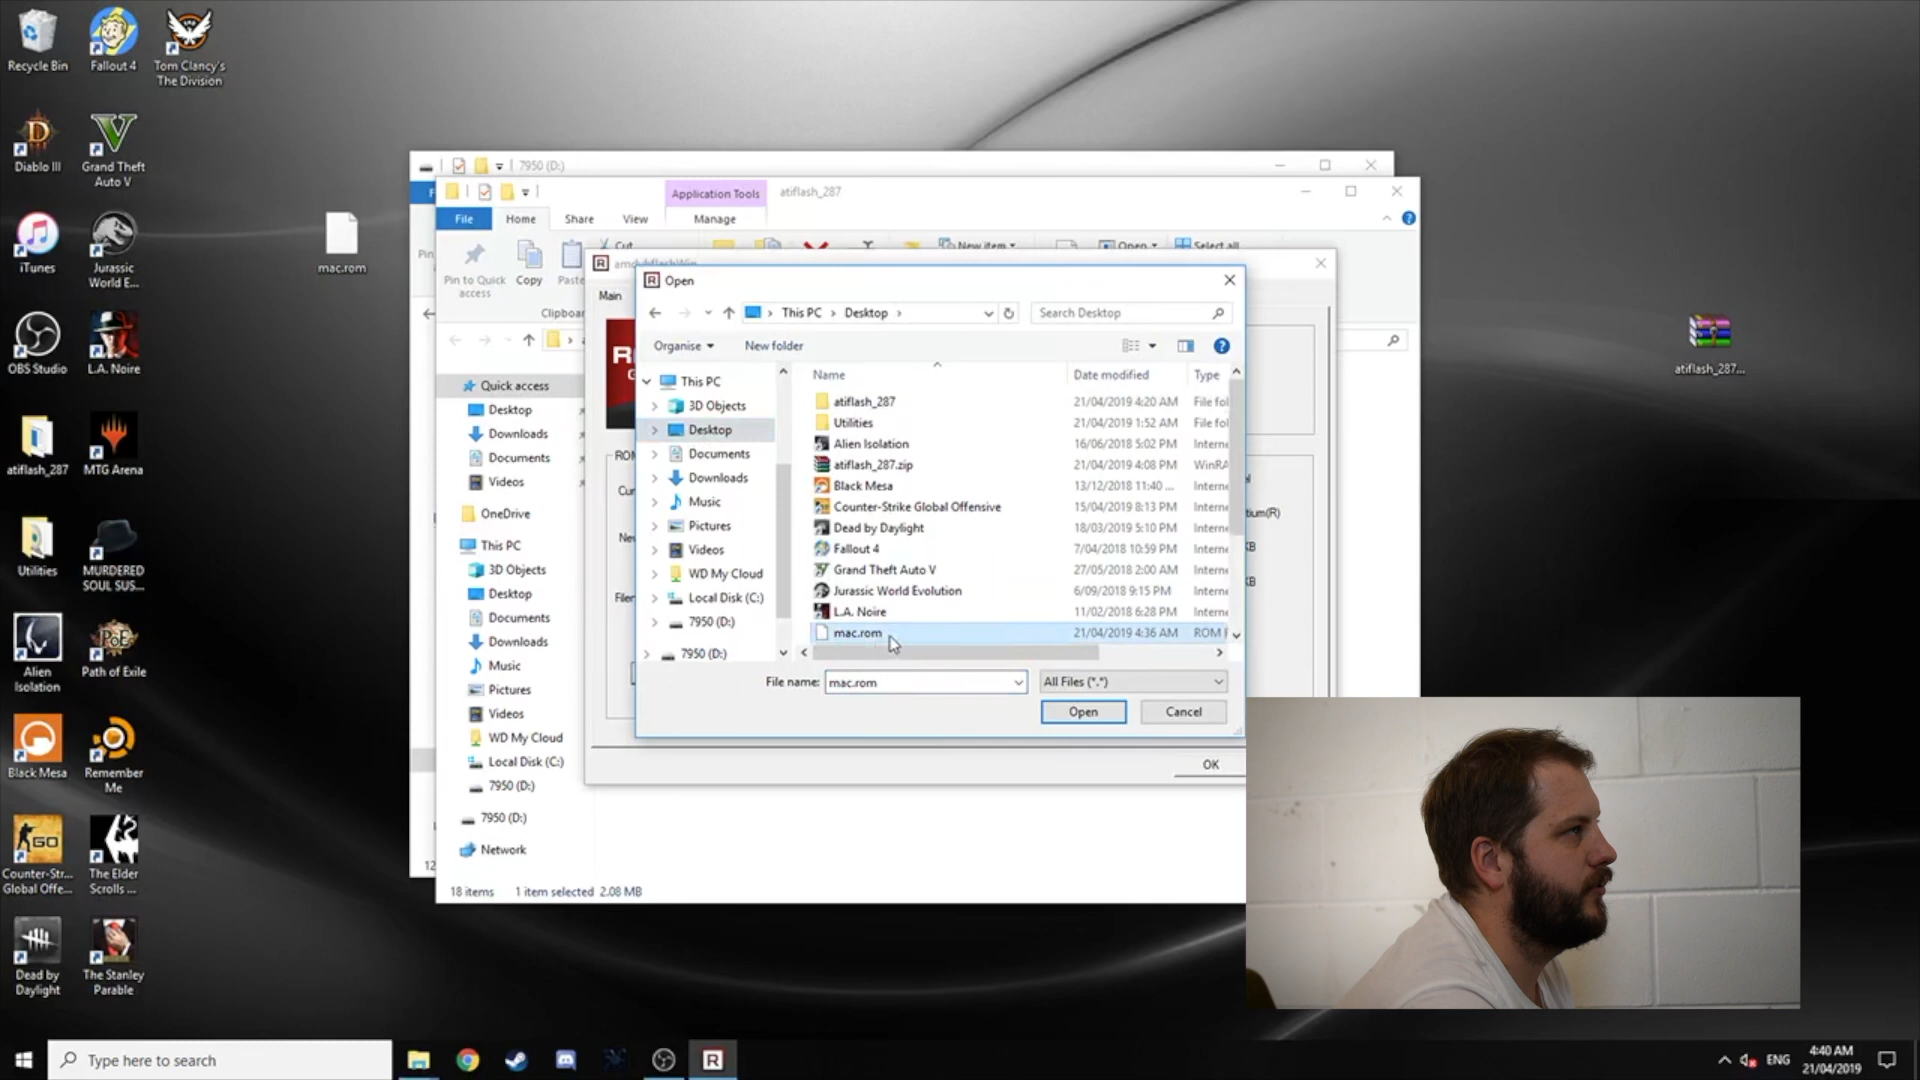 Recycle Bin
Fallout 4
Tom Clancy's
The Division
Diablo III
Grand Theft
Auto V
iTunes
Jurassic
World E...
OBS Studio
L.A. Noire
atiflash_287
MTG Arena
Utilities
MURDERED
SOUL SUS...
Alien
Isolation
Path of Exile
Black Mesa
Remember
Me
Counter-Str...
Global Offe...
The Elder
Scrolls ...
Dead by
Daylight
The Stanley
Parable
mac.rom
atiflash_287...
7950 (D:)
Application Tools
atiflash_287
File
Home
Share
View
Manage
Cut
New item
Open
Select all
Pin to Quick
access
Copy
Paste
Clipboar
Quick access
Desktop
Downloads
Documents
Videos
OneDrive
This PC
3D Objects
Desktop
Documents
Downloads
Music
Pictures
Videos
WD My Cloud
Local Disk (C:)
7950 (D:)
7950 (D:)
Network
18 items
1 item selected 2.08 MB
Main
OK
Open
This PC
Desktop
Search Desktop
Organise
New folder
This PC
3D Objects
Desktop
Documents
Downloads
Music
Pictures
Videos
WD My Cloud
Local Disk (C:)
7950 (D:)
7950 (D:)
Name Date modified Type
atiflash_287 21/04/2019 4:20 AM File fol
Utilities 21/04/2019 1:52 AM File fol
Alien Isolation 16/06/2018 5:02 PM Interne
atiflash_287.zip 21/04/2019 4:08 PM WinRA
Black Mesa 13/12/2018 11:40 ... Interne
Counter-Strike Global Offensive 15/04/2019 8:13 PM Interne
Dead by Daylight 18/03/2019 5:10 PM Interne
Fallout 4 7/04/2018 10:59 PM Interne
Grand Theft Auto V 27/05/2018 2:00 AM Interne
Jurassic World Evolution 6/09/2018 9:15 PM Interne
L.A. Noire 11/02/2018 6:28 PM Interne
mac.rom 21/04/2019 4:36 AM ROM F
File name: mac.rom
All Files (*.*)
Open
Cancel
Type here to search
ENG
4:40 AM
21/04/2019